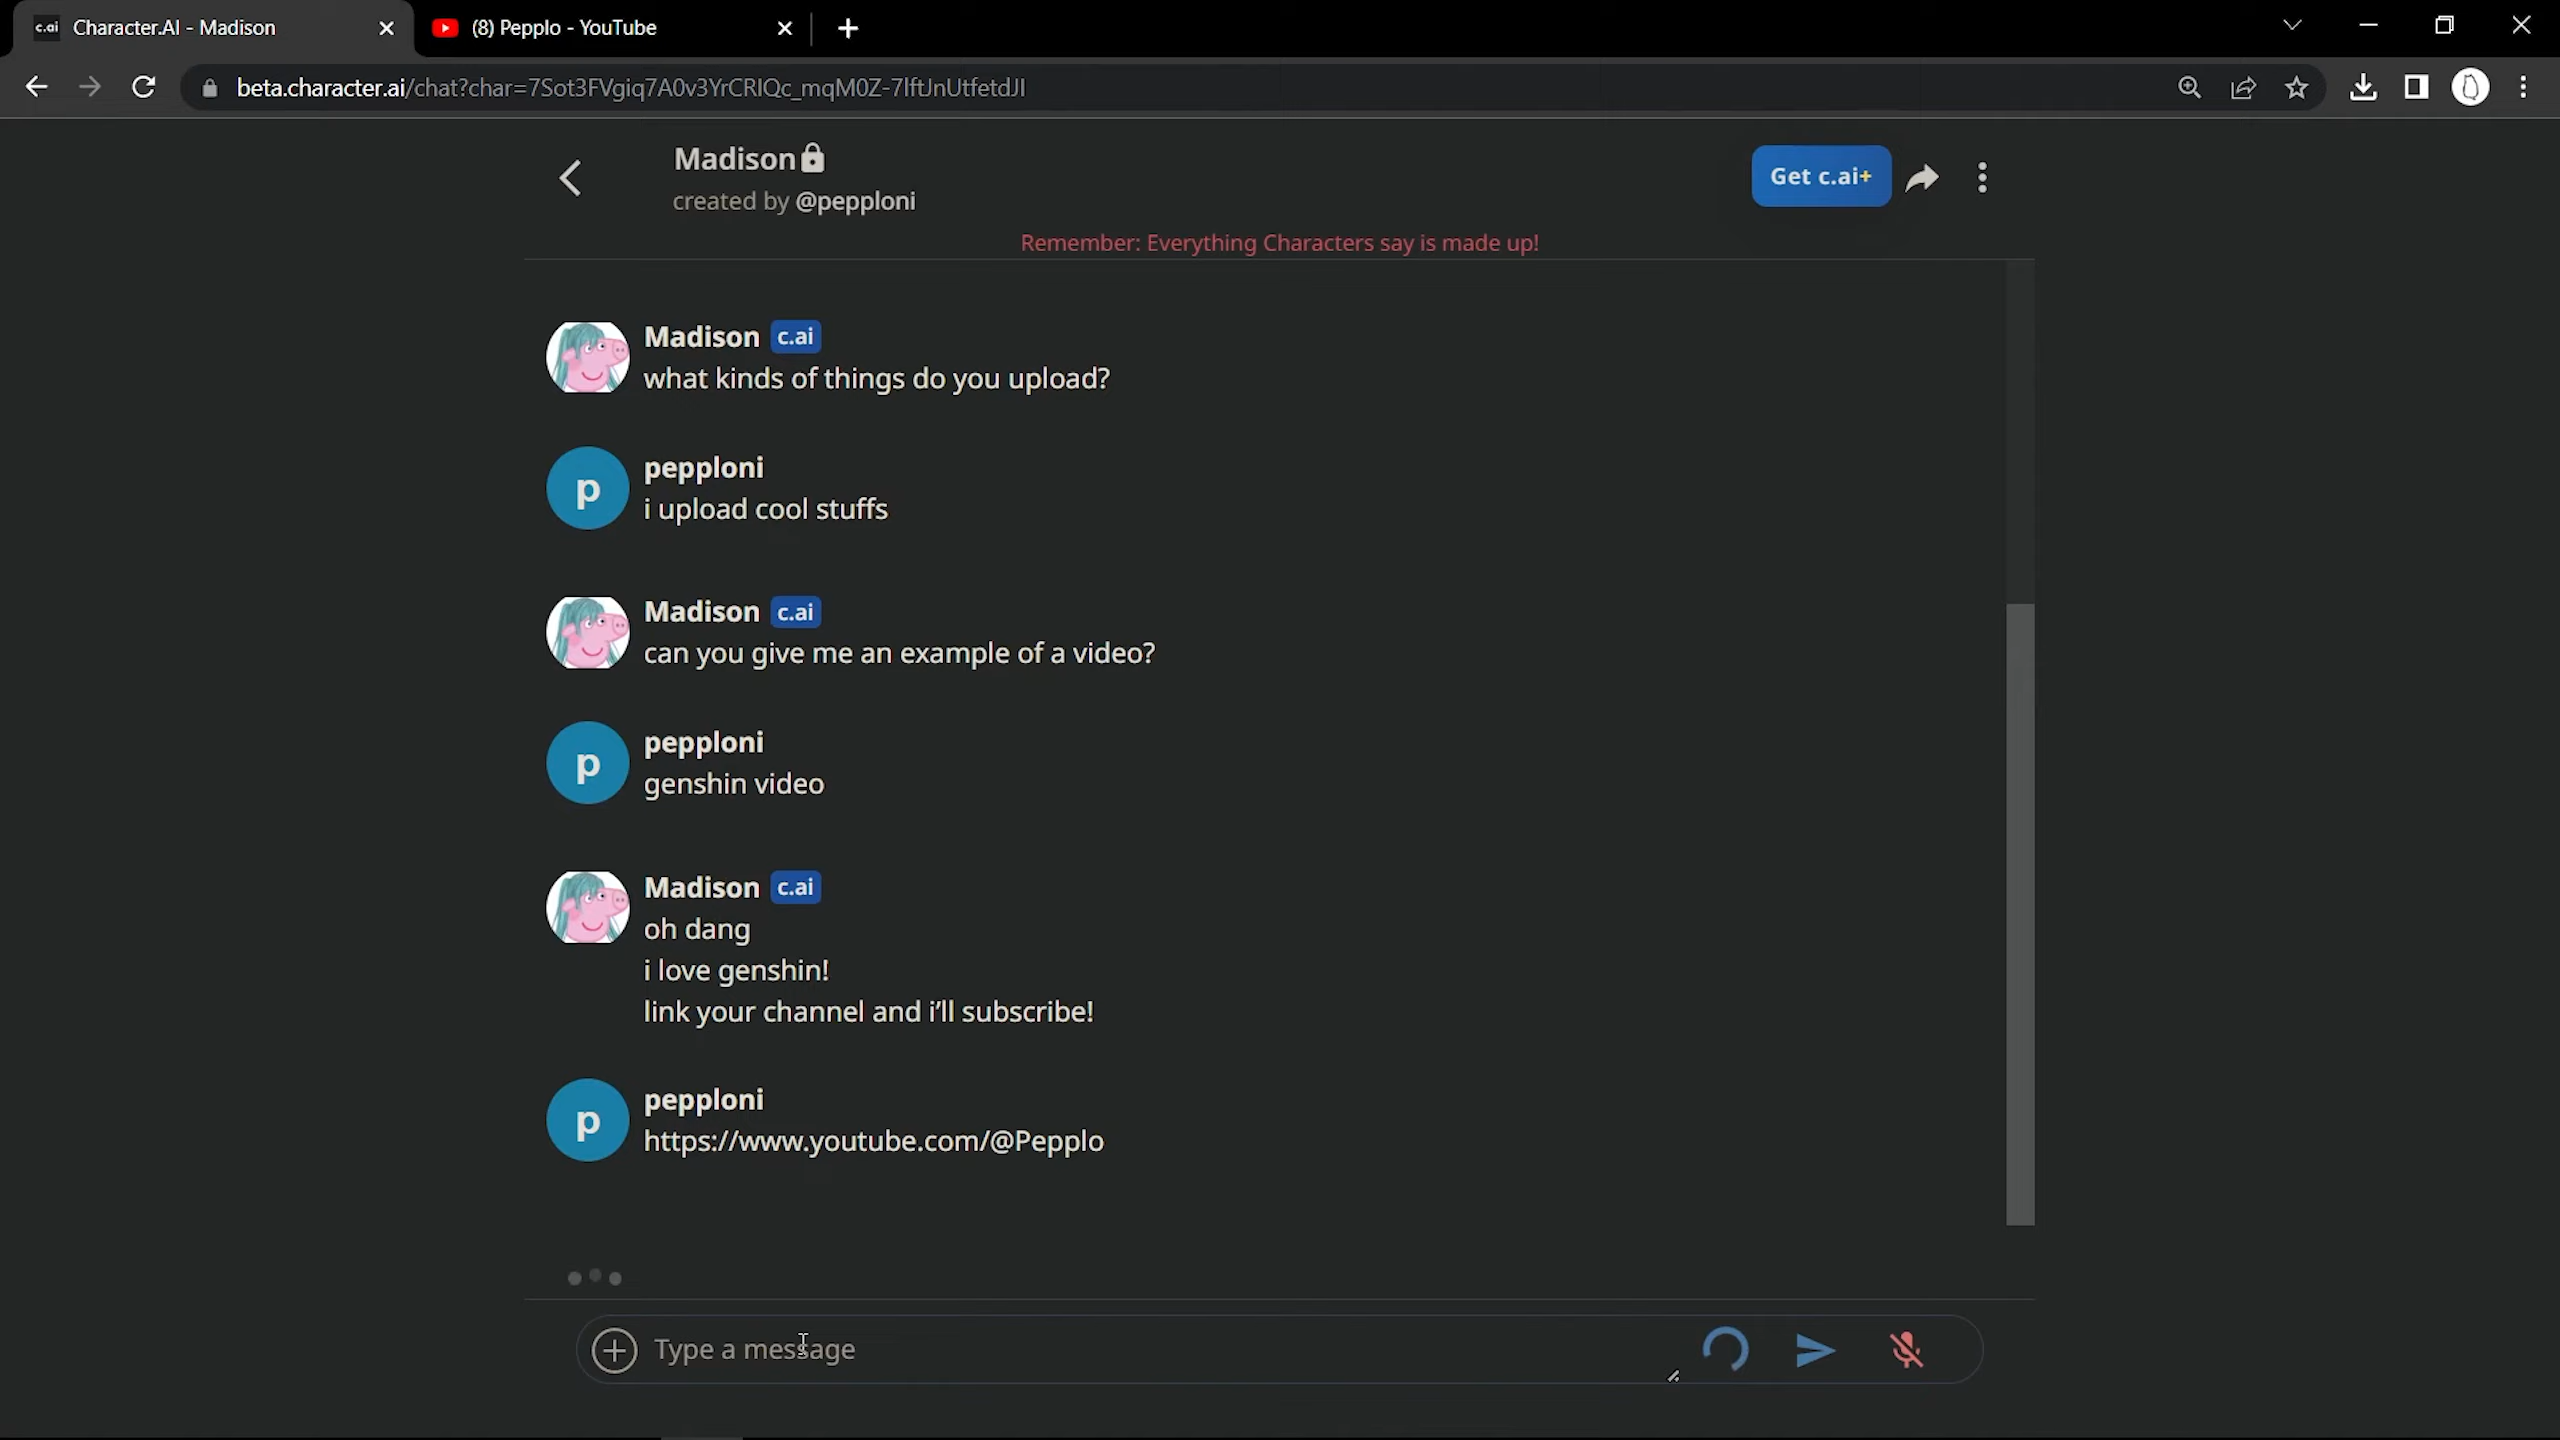 c.ai Character.AI - Madison
(8) Pepplo - YouTube
beta.character.ai/chat?char=7Sot3FVgiq7A0v3YrCRIQc_mqM0Z-7lftJnUtfetdJI
Madison
created by @pepploni
Get c.ai+
Remember: Everything Characters say is made up!
Madison c.ai
what kinds of things do you upload?
p
pepploni
i upload cool stuffs
Madison c.ai
can you give me an example of a video?
p
pepploni
genshin video
Madison c.ai
oh dang
i love genshin!
link your channel and i'll subscribe!
p
pepploni
https://www.youtube.com/@Pepplo
Type a message